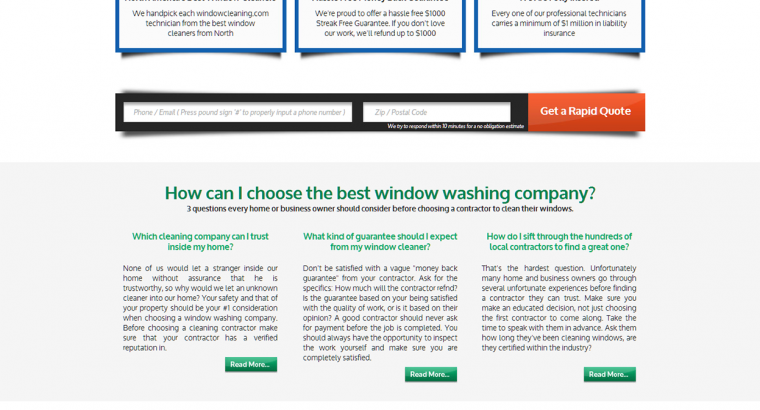 We handpick each windowcleaning.com
technician from the best window
cleaners from North
We're proud to offer a hassle free $1000
Streak Free Guarantee. If you don't love
our work, we'll refund up to $1000
Every one of our professional technicians
carries a minimum of $1 million in liability
insurance
Phone / Email ( Press pound sign '#' to properly input a phone number )
Zip / Postal Code
Get a Rapid Quote
We try to respond within 10 minutes for a no obligation estimate
How can I choose the best window washing company?
3 questions every home or business owner should consider before choosing a contractor to clean their windows.
Which cleaning company can I trust
inside my home?
None of us would let a stranger inside our
home without assurance that he is
trustworthy, so why would we let an unknown
cleaner into our home? Your safety and that of
your property should be your #1 consideration
when choosing a window washing company.
Before choosing a cleaning contractor make
sure that your contractor has a verified
reputation in.
Read More...
What kind of guarantee should I expect
from my window cleaner?
Don't be satisfied with a vague "money back
guarantee" from your contractor. Ask for the
specifics: How much will the contractor refnd?
Is the guarantee based on your being satisfied
with the quality of work, or is it based on their
opinion? A good contractor should never ask
for payment before the job is completed. You
should always have the opportunity to inspect
the work yourself and make sure you are
completely satisfied.
Read More...
How do I sift through the hundreds of
local contractors to find a great one?
That's the hardest question. Unfortunately
many home and business owners go through
several unfortunate experiences before finding
a contractor they can trust. Make sure you
make an educated decision, not just choosing
the first contractor to come along. Take the
time to speak with them in advance. Ask them
how long they've been cleaning windows, are
they certified within the industry?
Read More...